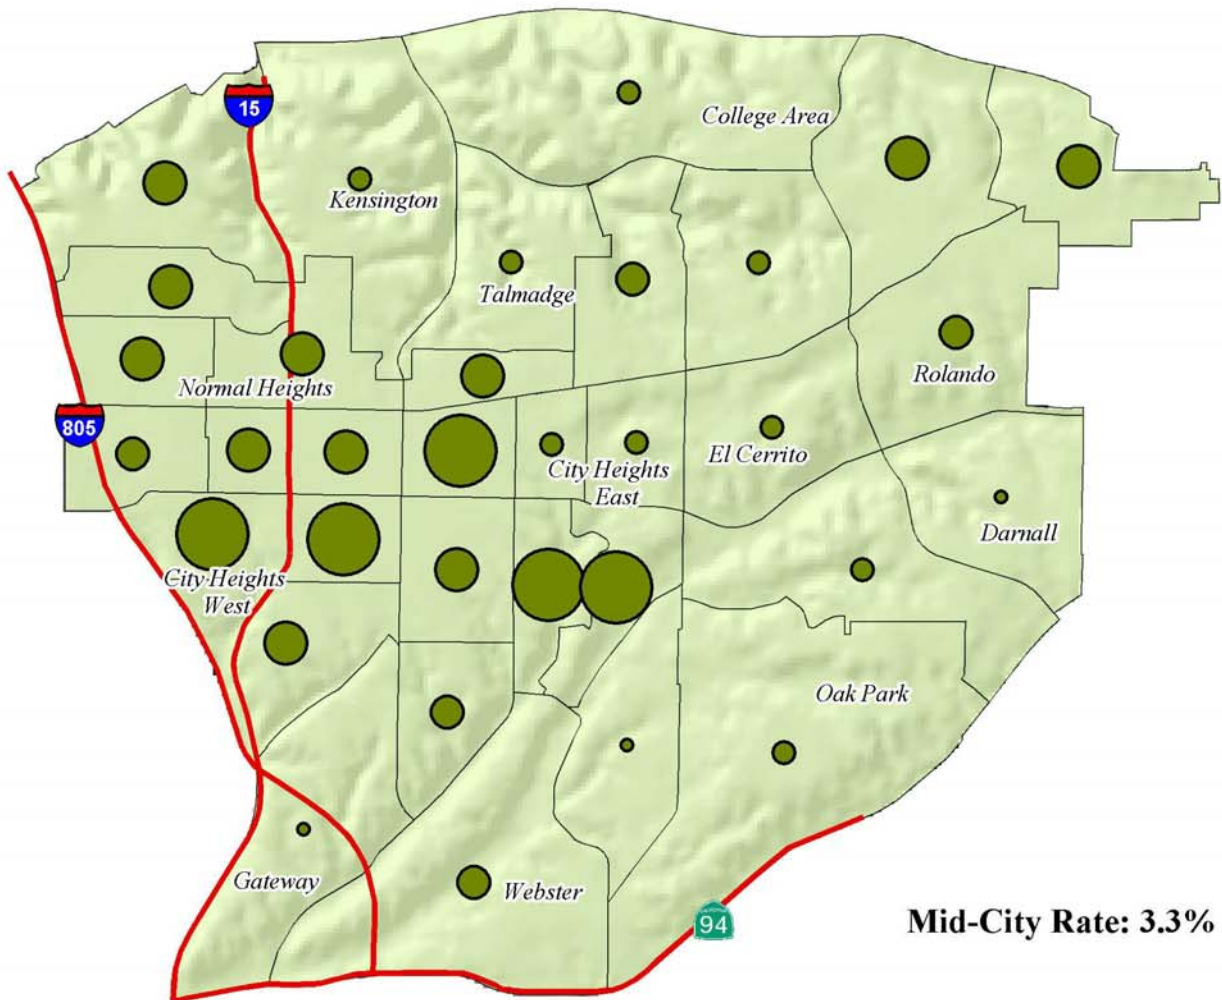 15
College Area
Kensington
Talmadge
Rolando
Normal Heights
805
El Cerrito
City Heights
East
Darnall
City Heights
West
Oak Park
Gateway
Webster
94
Mid-City Rate: 3.3%